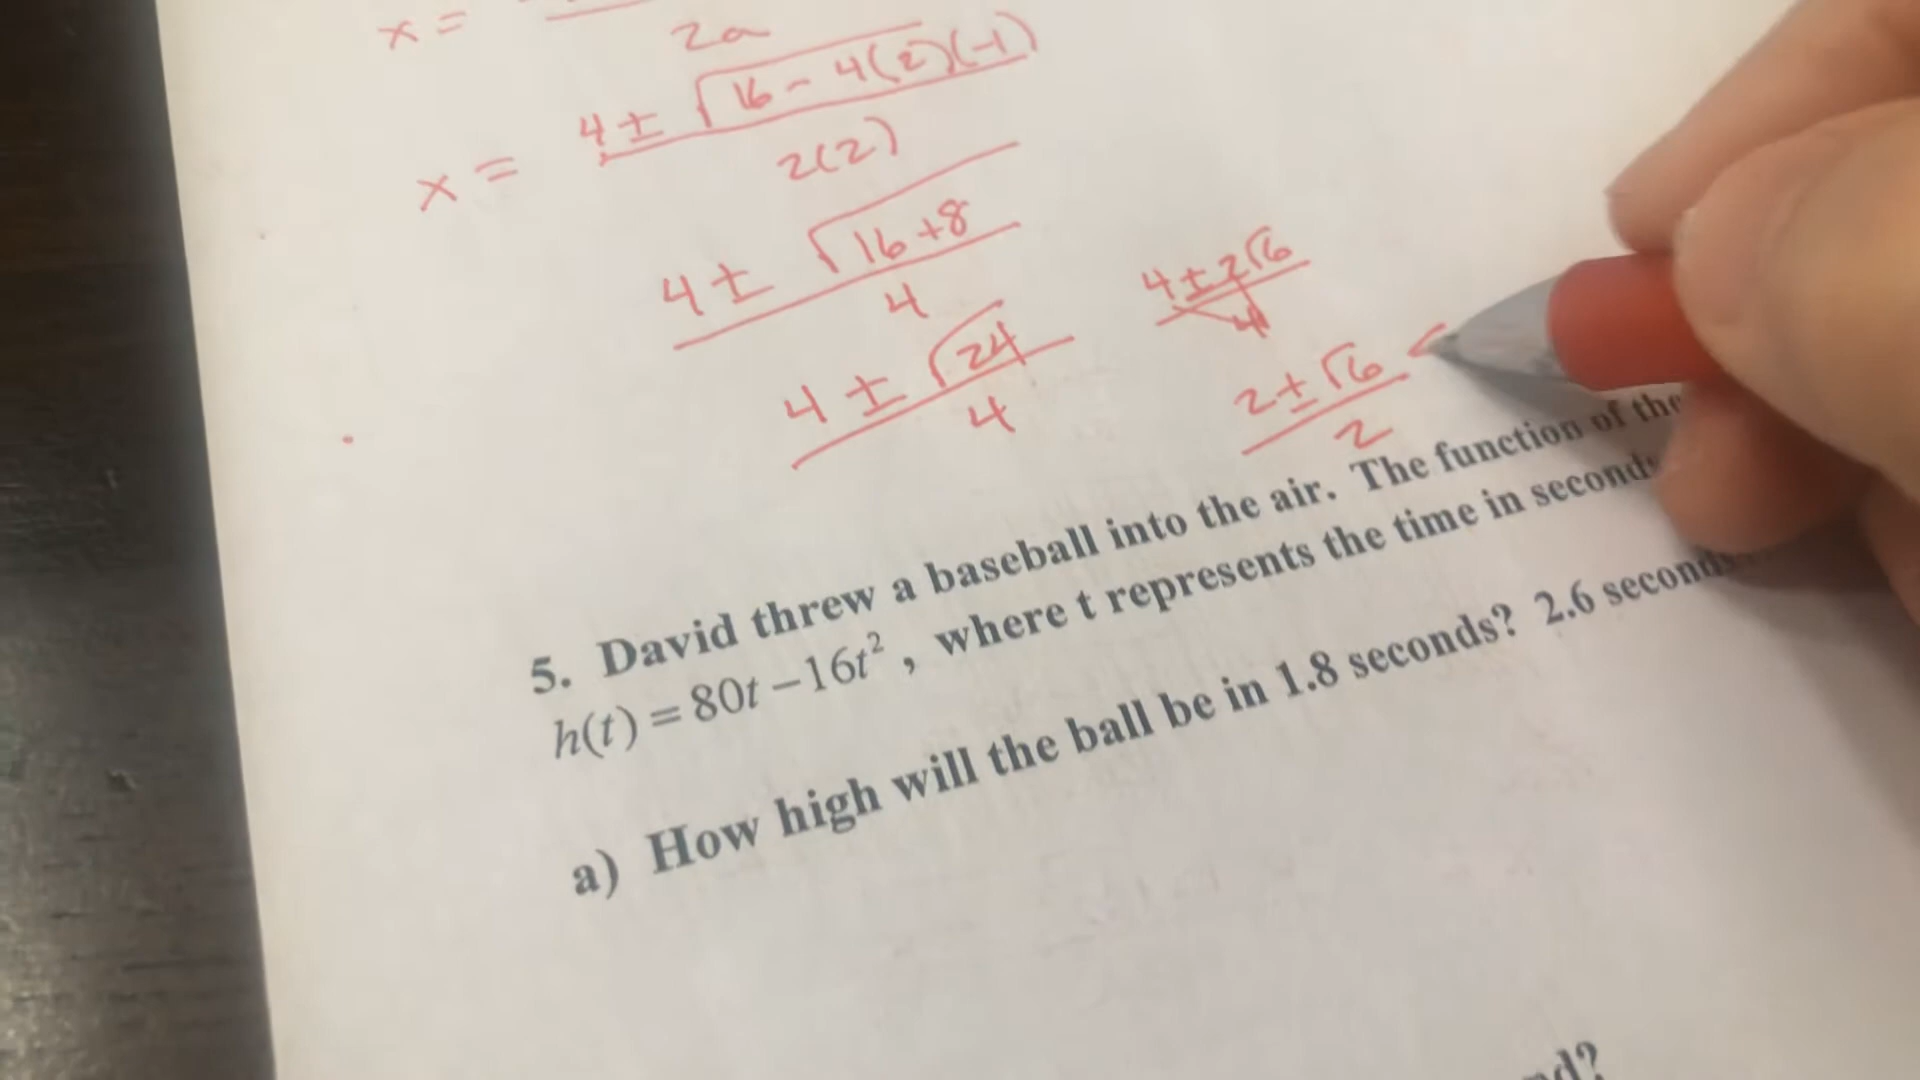 x =
2a
x = 4 ± √16 - 4(2)(-1)
2(2)
4 ± √16 + 8
4
4 ± √24
4
4 ± 2√6
4
2 ± √6
2
5. David threw a baseball into the air. The function of the
h(t) = 80t − 16t², where t represents the time in seconds
a) How high will the ball be in 1.8 seconds? 2.6 seconds